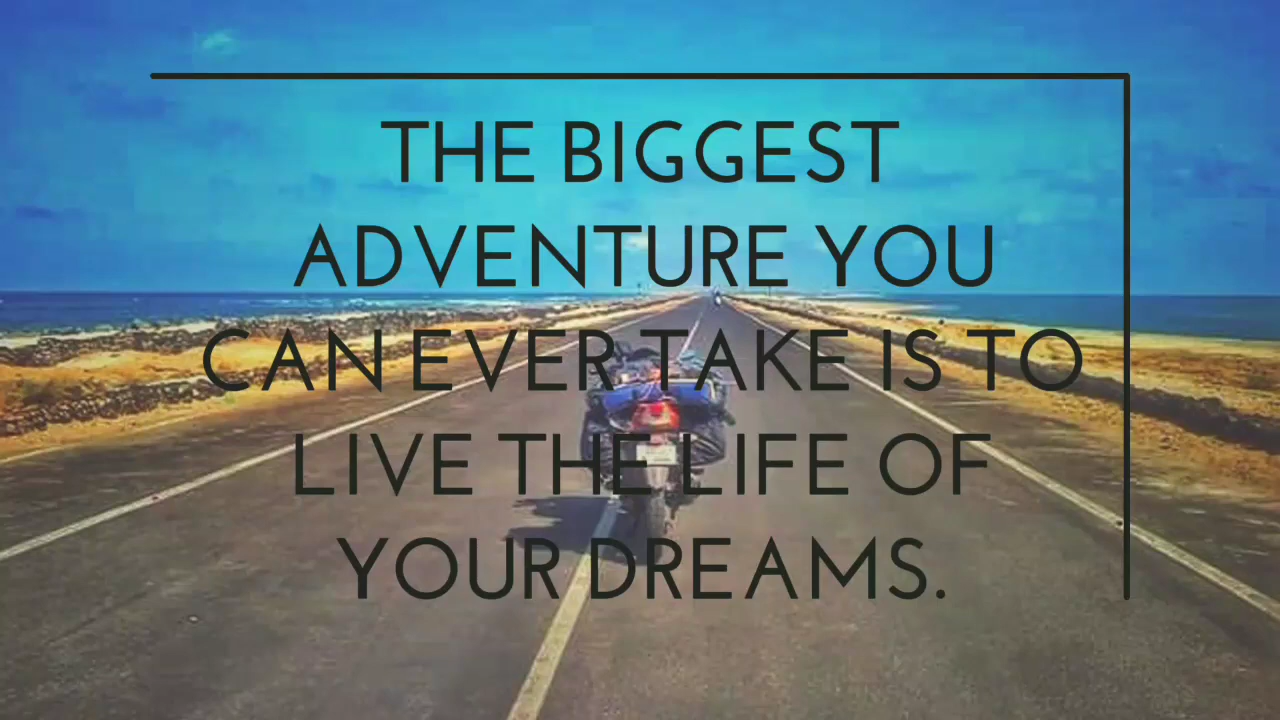 THE BIGGEST
ADVENTURE YOU
CAN EVER TAKE IS TO
LIVE THE LIFE OF
YOUR DREAMS.